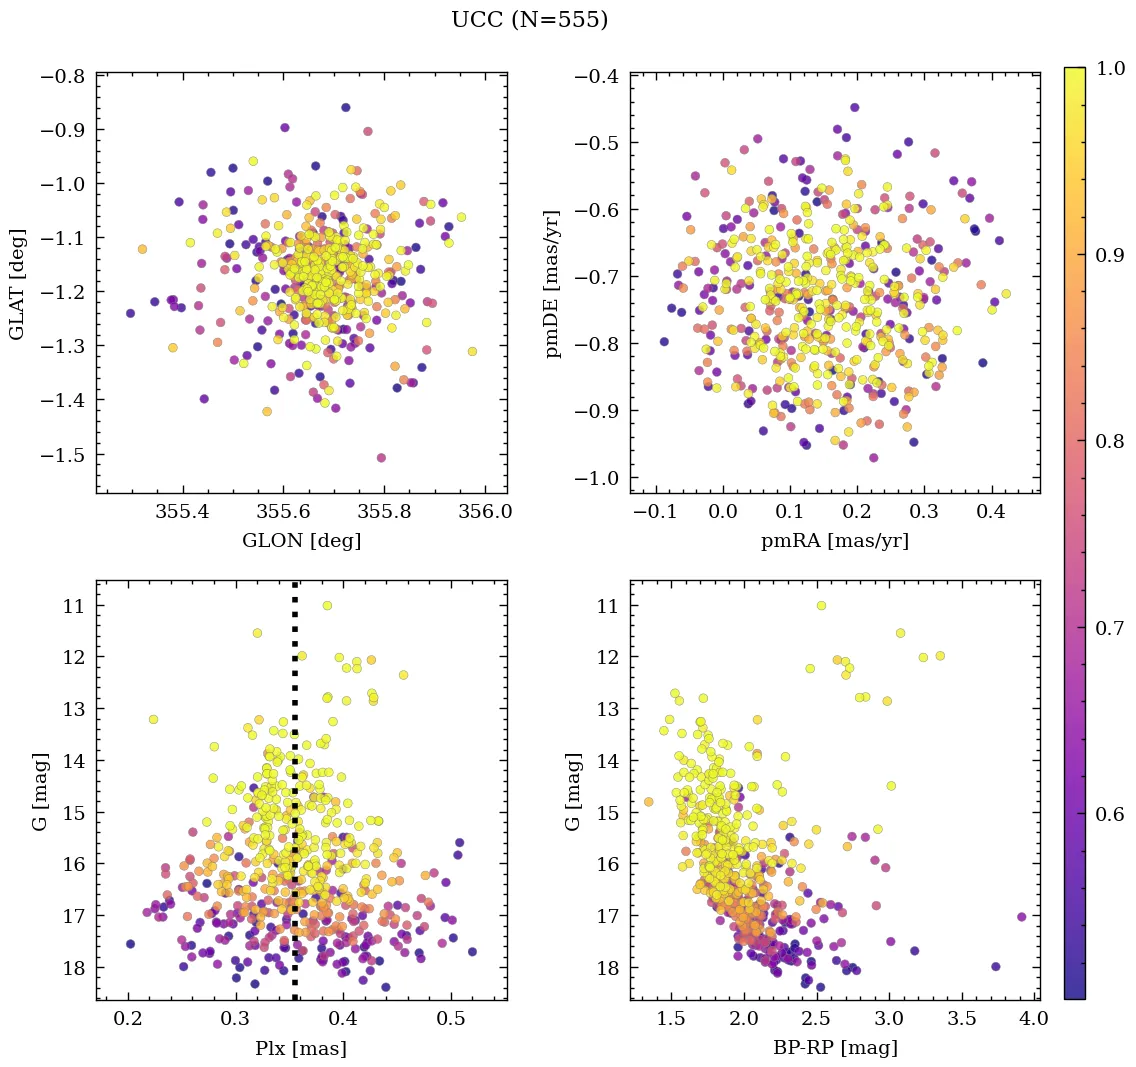 UCC (N=555)
−0.8
−0.9
−1.0
−1.1
−1.2
−1.3
−1.4
−1.5
GLAT [deg]
355.4 355.6 355.8 356.0
GLON [deg]
−0.4
−0.5
−0.6
−0.7
−0.8
−0.9
−1.0
pmDE [mas/yr]
−0.1 0.0 0.1 0.2 0.3 0.4
pmRA [mas/yr]
11
12
13
14
15
16
17
18
G [mag]
0.2 0.3 0.4 0.5
Plx [mas]
11
12
13
14
15
16
17
18
G [mag]
1.5 2.0 2.5 3.0 3.5 4.0
BP-RP [mag]
1.0
0.9
0.8
0.7
0.6